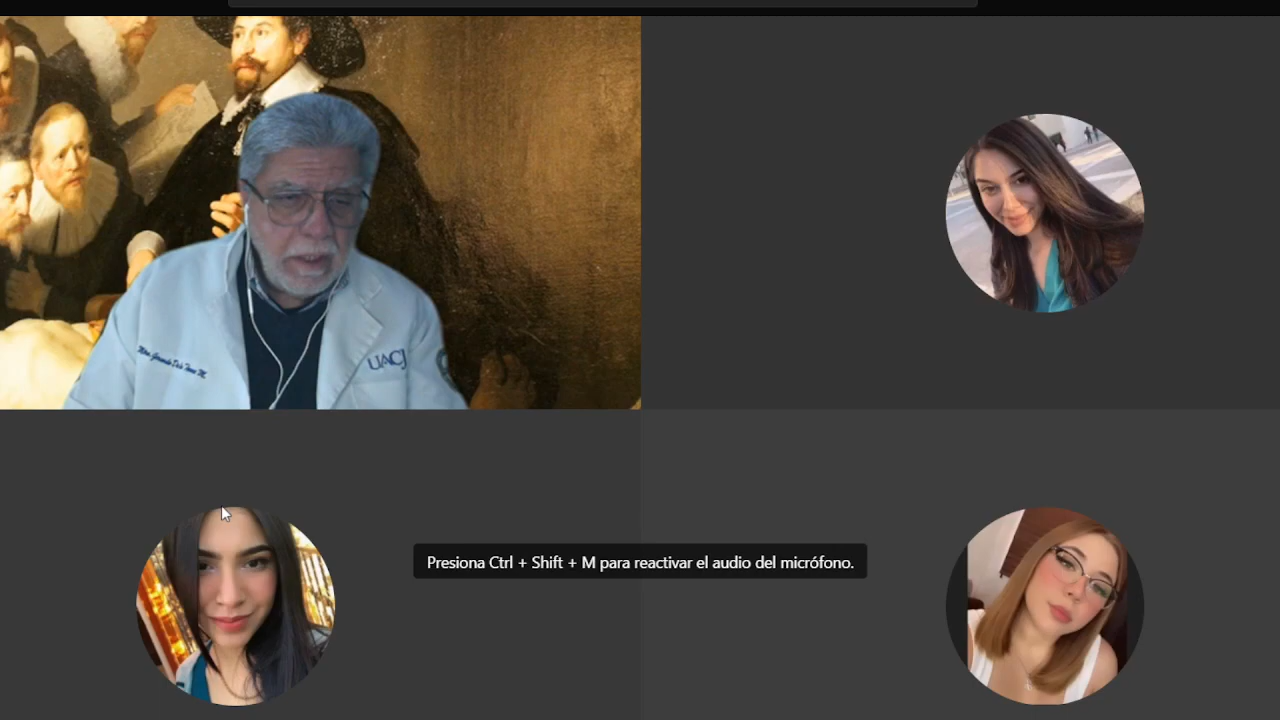 UACJ
Presiona Ctrl + Shift + M para reactivar el audio del micrófono.